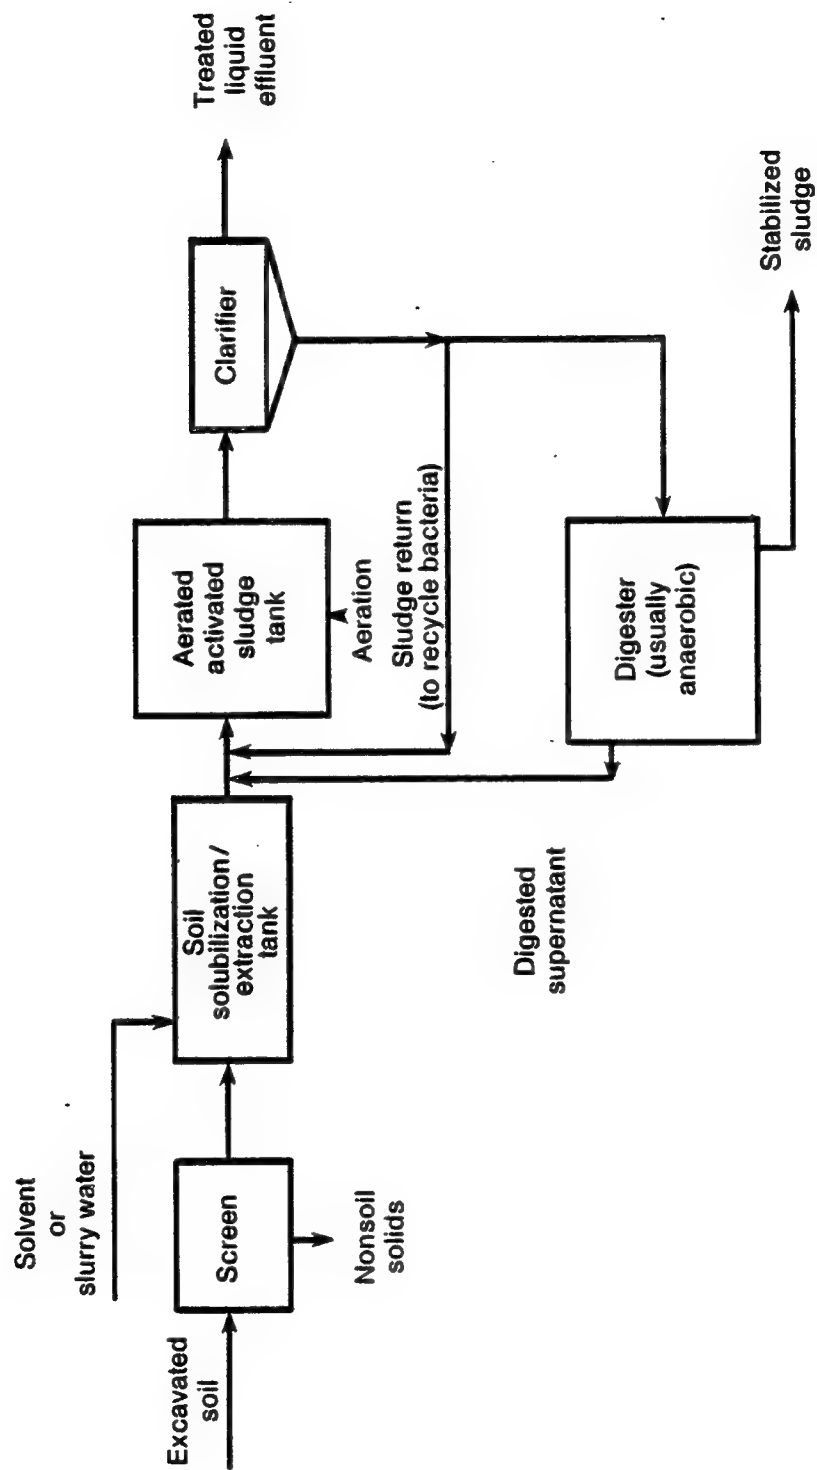 Excavated
soil
Screen
Nonsoil
solids
Solvent
or
slurry water
Soil
solubilization/
extraction
tank
Aerated
activated
sludge
tank
Aeration
Clarifier
Treated
liquid
effluent
Sludge return
(to recycle bacteria)
Digested
supernatant
Digester
(usually
anaerobic)
Stabilized
sludge